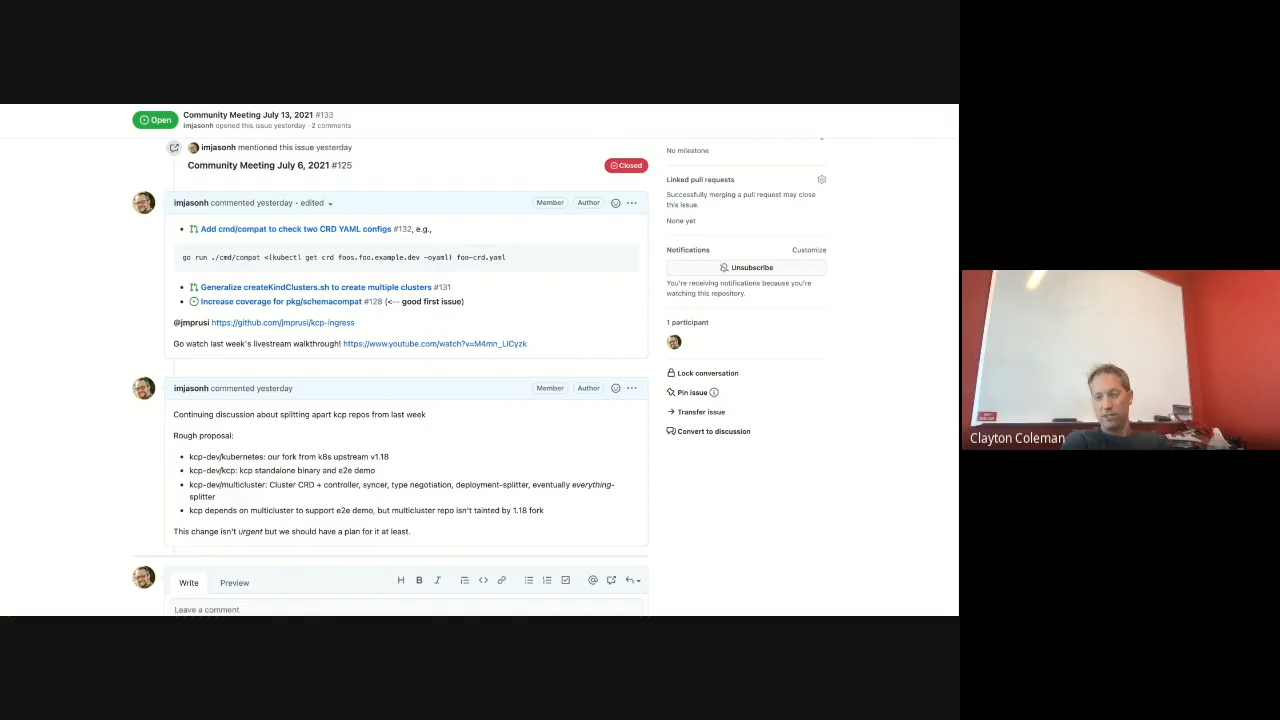 Open
Community Meeting July 13, 2021 #133
imjasonh opened this issue yesterday · 2 comments
imjasonh mentioned this issue yesterday
Community Meeting July 6, 2021 #125
Closed
imjasonh commented yesterday • edited
Member
Author
Add cmd/compat to check two CRD YAML configs #132, e.g.,
go run ./cmd/compat <(kubectl get crd foos.foo.example.dev -oyaml) foo-crd.yaml
Generalize createKindClusters.sh to create multiple clusters #131
Increase coverage for pkg/schemacompat #128 (<-- good first issue)
@jmprusi https://github.com/jmprusi/kcp-ingress
Go watch last week's livestream walkthrough! https://www.youtube.com/watch?v=M4mn_LlCyzk
imjasonh commented yesterday
Member
Author
Continuing discussion about splitting apart kcp repos from last week
Rough proposal:
kcp-dev/kubernetes: our fork from k8s upstream v1.18
kcp-dev/kcp: kcp standalone binary and e2e demo
kcp-dev/multicluster: Cluster CRD + controller, syncer, type negotiation, deployment-splitter, eventually everything-
splitter
kcp depends on multicluster to support e2e demo, but multicluster repo isn't tainted by 1.18 fork
This change isn't urgent but we should have a plan for it at least.
Write
Preview
Leave a comment
No milestone
Linked pull requests
Successfully merging a pull request may close
this issue.
None yet
Notifications
Customize
Unsubscribe
You're receiving notifications because you're
watching this repository.
1 participant
Lock conversation
Pin issue
Transfer issue
Convert to discussion
Clayton Coleman